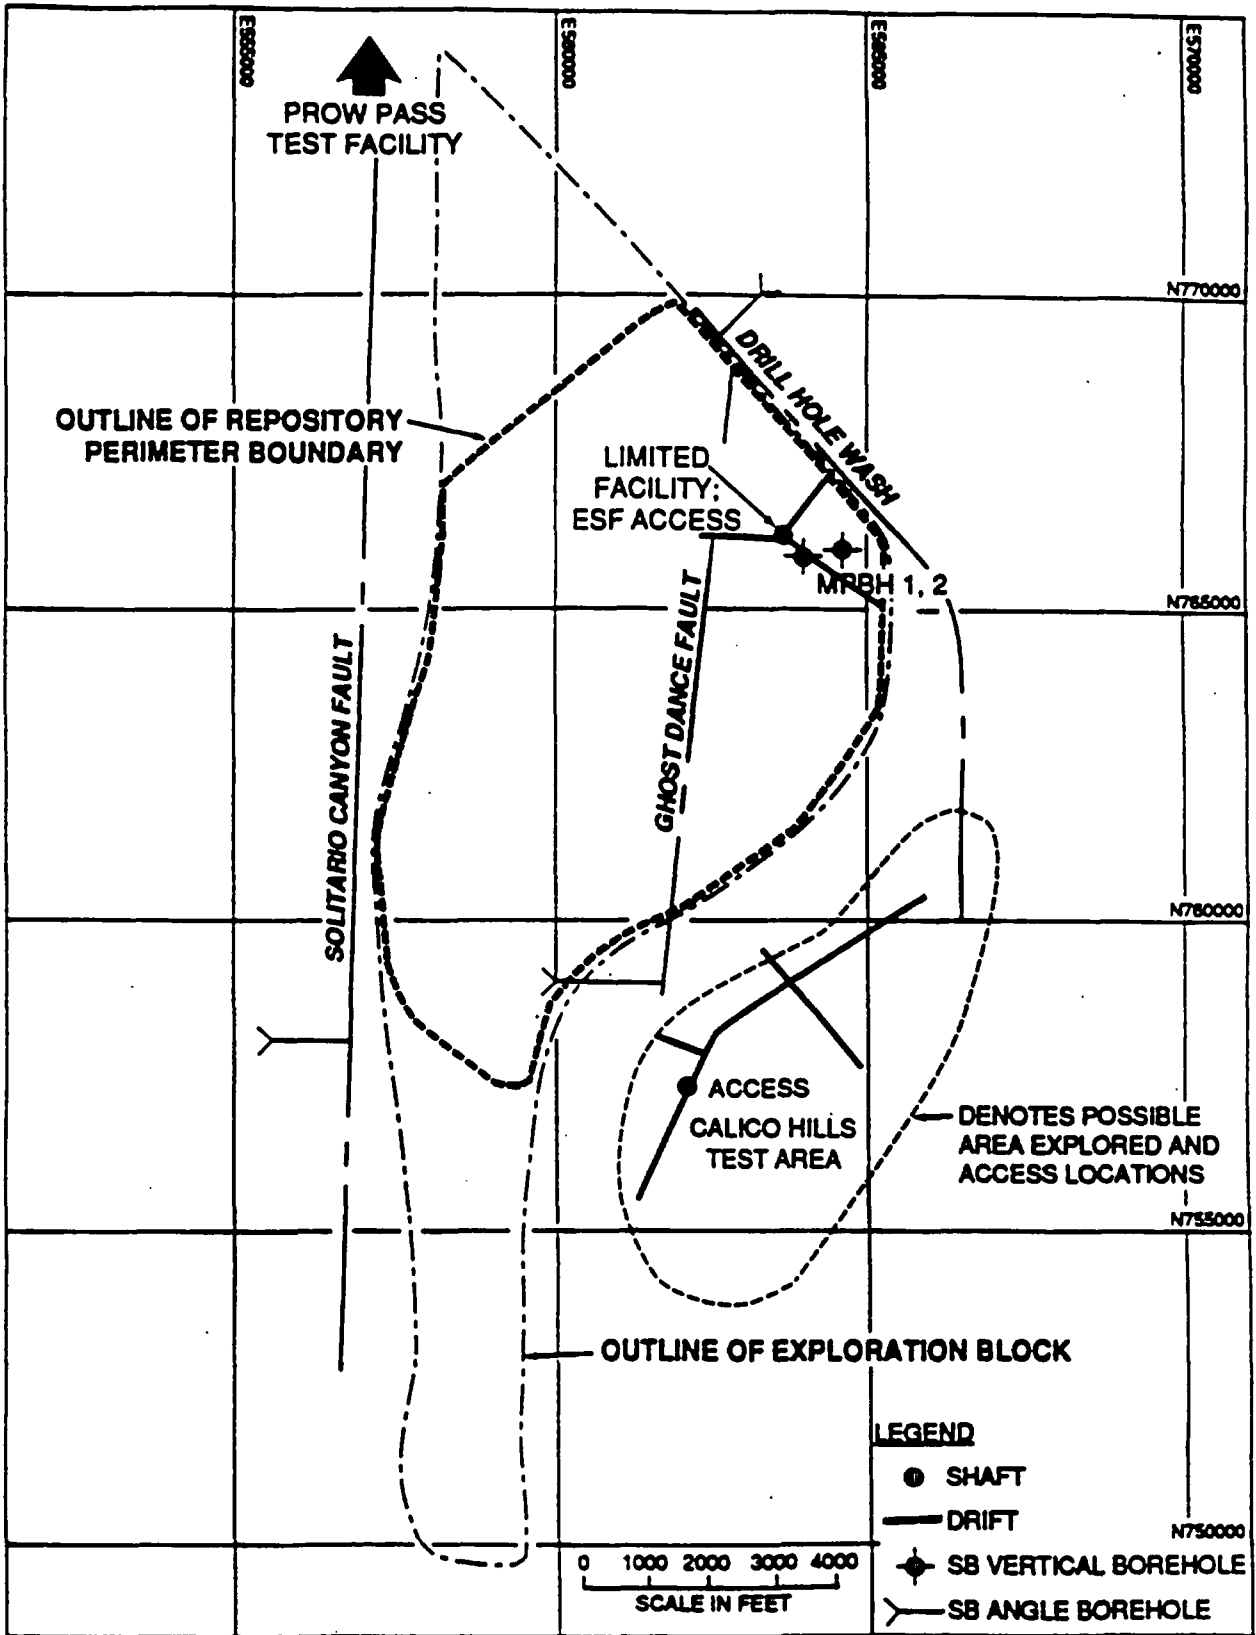 E555000
E560000
E565000
E570000
PROW PASS
TEST FACILITY
N770000
DRILL HOLE WASH
OUTLINE OF REPOSITORY
PERIMETER BOUNDARY
LIMITED
FACILITY;
ESF ACCESS
MPBH 1, 2
N765000
SOLITARIO CANYON FAULT
GHOST DANCE FAULT
N760000
ACCESS
CALICO HILLS
TEST AREA
DENOTES POSSIBLE
AREA EXPLORED AND
ACCESS LOCATIONS
N755000
OUTLINE OF EXPLORATION BLOCK
LEGEND
SHAFT
DRIFT
N750000
SB VERTICAL BOREHOLE
SB ANGLE BOREHOLE
0 1000 2000 3000 4000
SCALE IN FEET